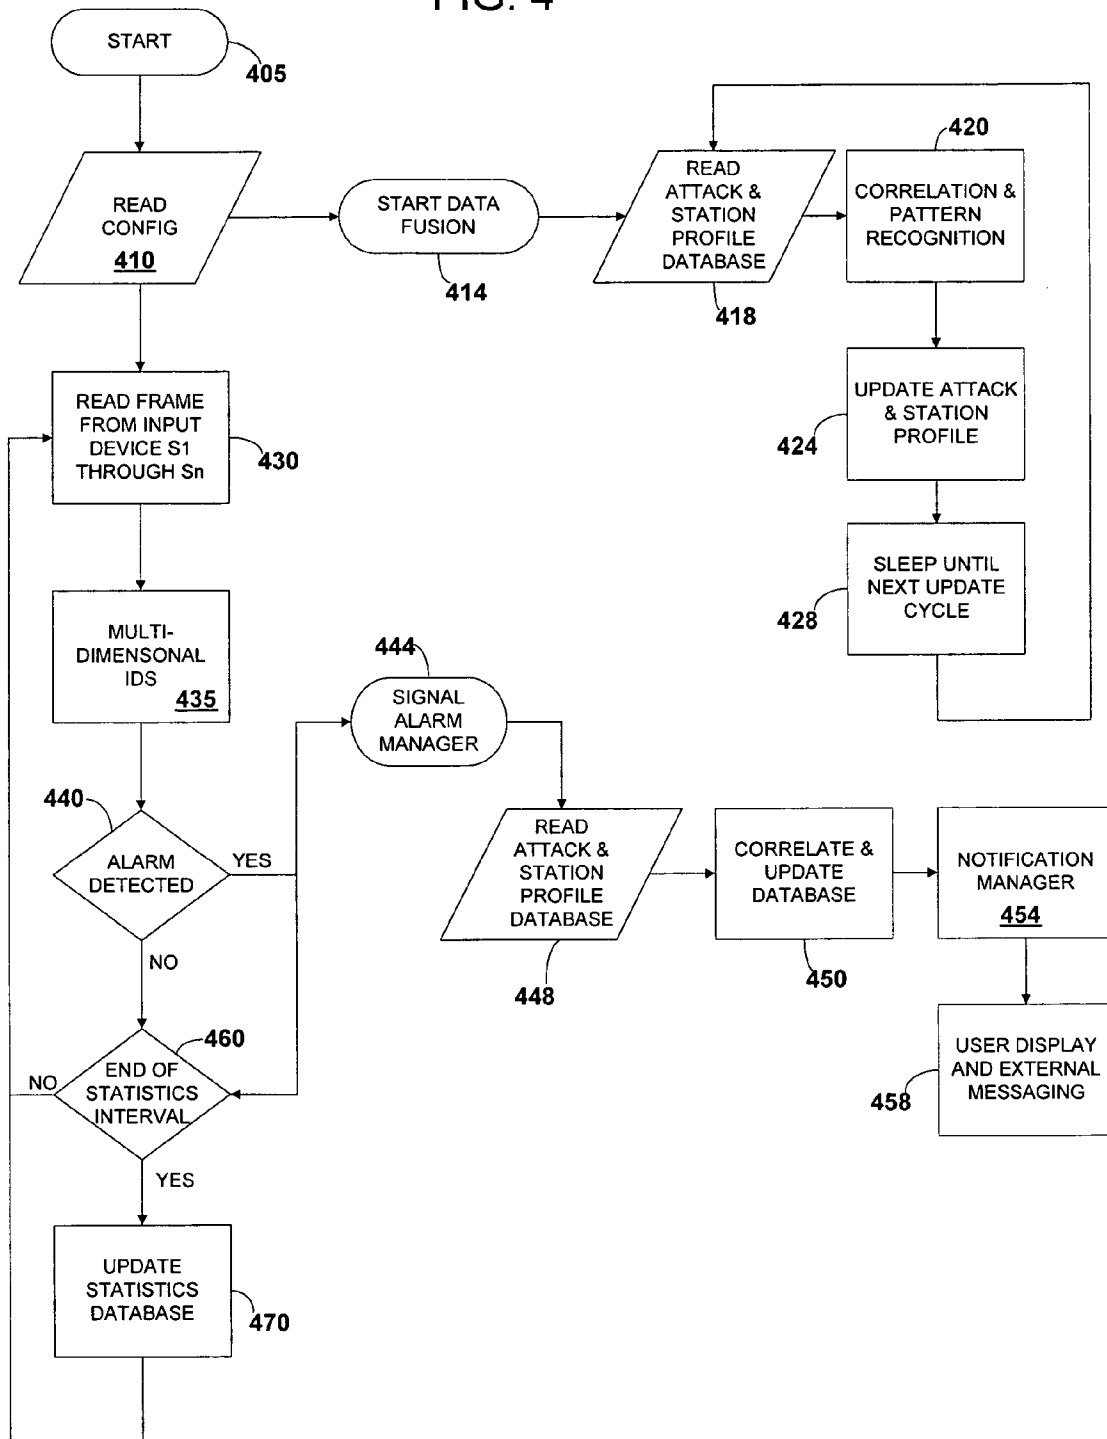 FIG. 4
START
405
READ
CONFIG
410
START DATA
FUSION
414
READ
ATTACK &
STATION
PROFILE
DATABASE
418
420
CORRELATION &
PATTERN
RECOGNITION
UPDATE ATTACK
& STATION
PROFILE
424
SLEEP UNTIL
NEXT UPDATE
CYCLE
428
READ FRAME
FROM INPUT
DEVICE S1
THROUGH Sn
430
MULTI-
DIMENSONAL
IDS
435
440
ALARM
DETECTED
YES
NO
444
SIGNAL
ALARM
MANAGER
READ
ATTACK &
STATION
PROFILE
DATABASE
448
CORRELATE &
UPDATE
DATABASE
450
NOTIFICATION
MANAGER
454
USER DISPLAY
AND EXTERNAL
MESSAGING
458
460
END OF
STATISTICS
INTERVAL
NO
YES
UPDATE
STATISTICS
DATABASE
470